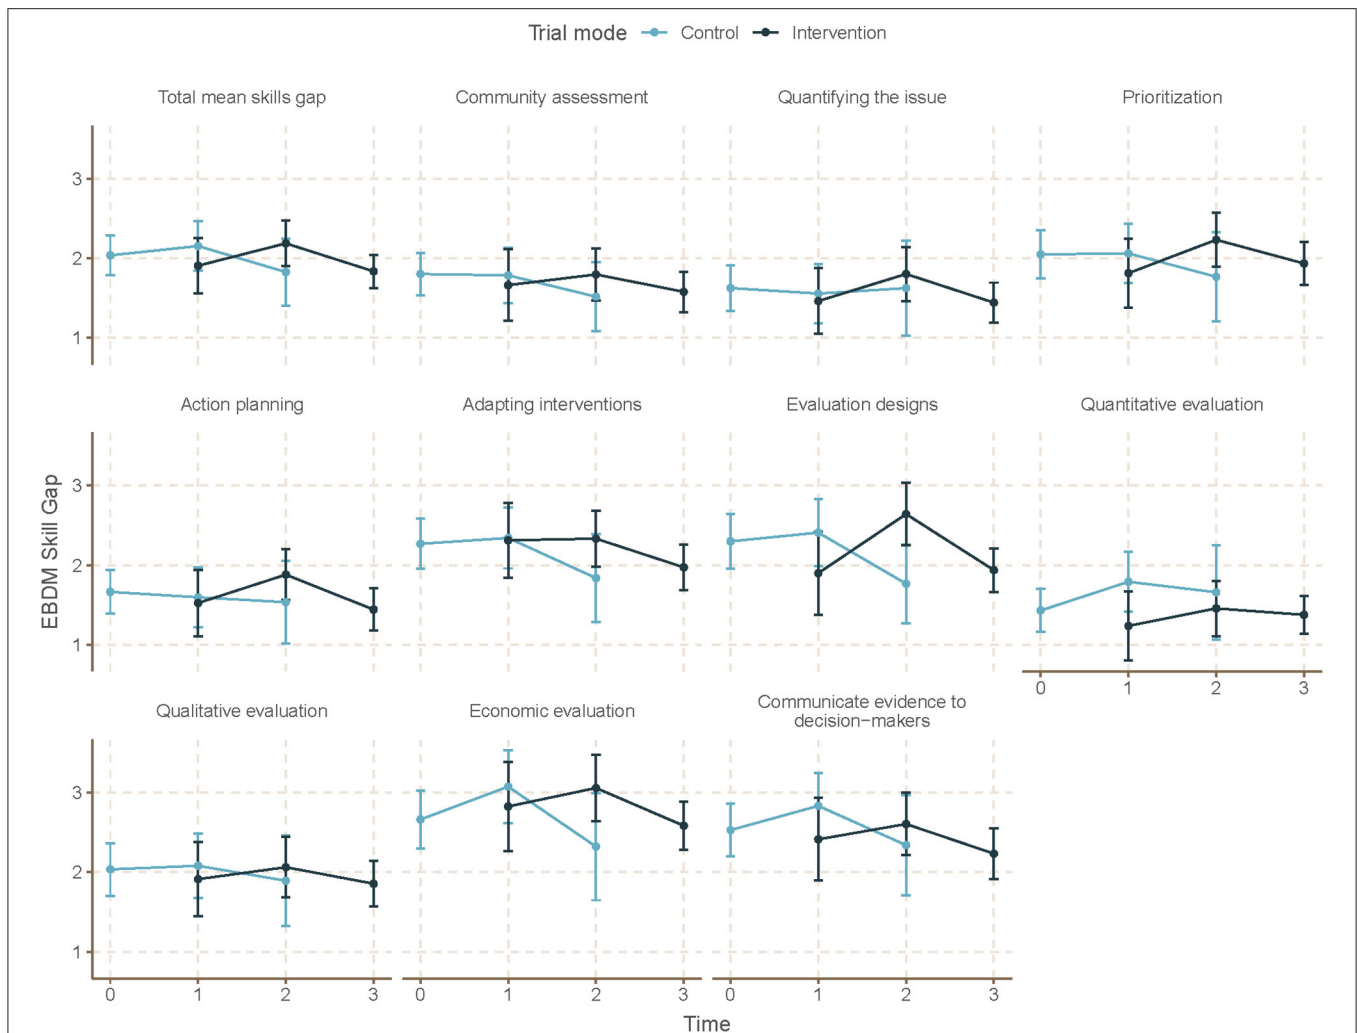 Trial mode Control Intervention
Total mean skills gap
Community assessment
Quantifying the issue
Prioritization
3
2
1
Action planning
Adapting interventions
Evaluation designs
Quantitative evaluation
EBDM Skill Gap
3
2
1
0 1 2 3
Qualitative evaluation
Economic evaluation
Communicate evidence to
decision−makers
3
2
1
0 1 2 3
0 1 2 3
0 1 2 3
Time